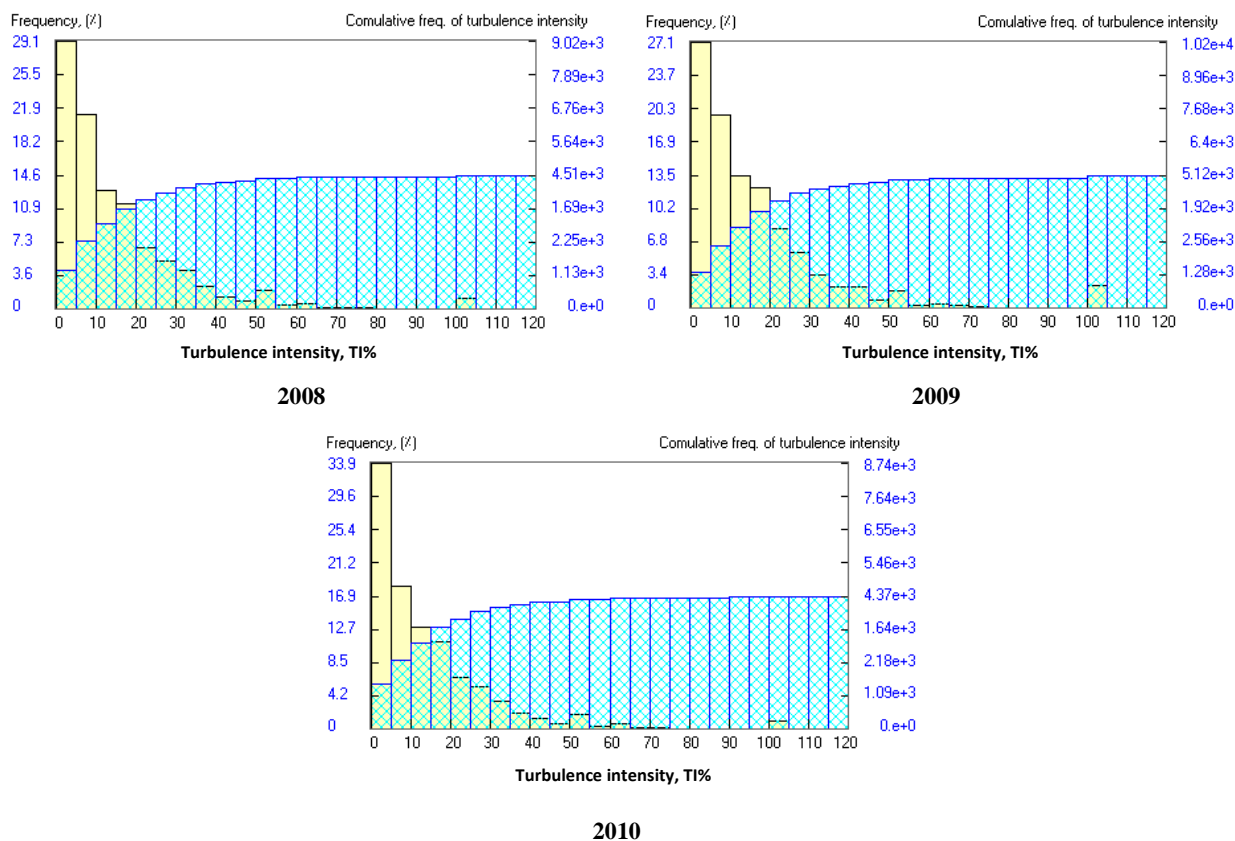 Frequency, (%) Comulative freq. of turbulence intensity
29.1 9.02e+3
25.5 7.89e+3
21.9 6.76e+3
18.2 5.64e+3
14.6 4.51e+3
10.9 1.69e+3
7.3 2.25e+3
3.6 1.13e+3
0 0.e+0
0 10 20 30 40 50 60 70 80 90 100 110 120
Turbulence intensity, TI%
2008
Frequency, (%) Comulative freq. of turbulence intensity
27.1 1.02e+4
23.7 8.96e+3
20.3 7.68e+3
16.9 6.4e+3
13.5 5.12e+3
10.2 1.92e+3
6.8 2.56e+3
3.4 1.28e+3
0 0.e+0
0 10 20 30 40 50 60 70 80 90 100 110 120
Turbulence intensity, TI%
2009
Frequency, (%) Comulative freq. of turbulence intensity
33.9 8.74e+3
29.6 7.64e+3
25.4 6.55e+3
21.2 5.46e+3
16.9 4.37e+3
12.7 1.64e+3
8.5 2.18e+3
4.2 1.09e+3
0 0.e+0
0 10 20 30 40 50 60 70 80 90 100 110 120
Turbulence intensity, TI%
2010